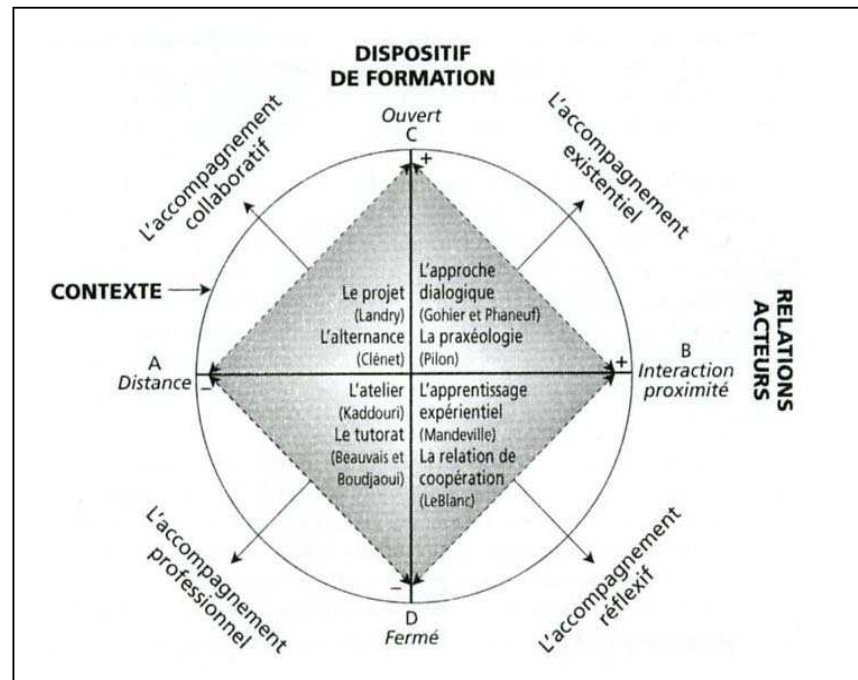 DISPOSITIF
DE FORMATION
Ouvert
C
+
L'accompagnement
collaboratif
L'accompagnement
existentiel
CONTEXTE
Le projet
(Landry)
L'alternance
(Clénet)
L'approche
dialogique
(Gohier et Phaneuf)
La praxéologie
(Pilon)
A
Distance
–
+
B
Interaction
proximité
RELATIONS
ACTEURS
L'atelier
(Kaddouri)
Le tutorat
(Beauvais et
Boudjaoui)
L'apprentissage
expérientiel
(Mandeville)
La relation de
coopération
(LeBlanc)
L'accompagnement
professionnel
L'accompagnement
réflexif
–
D
Fermé